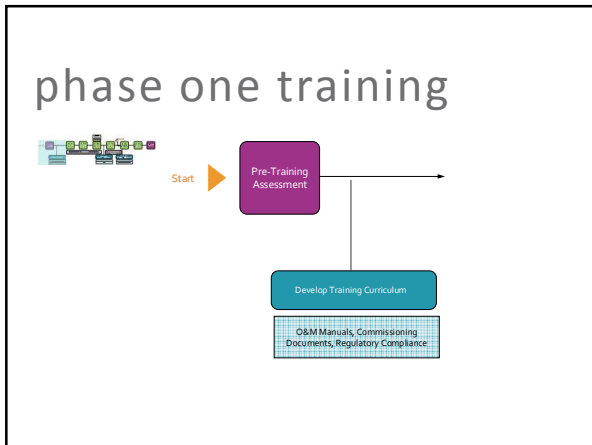 phase one training
Start
Pre-Training
Assessment
Develop Training Curriculum
O&M Manuals, Commissioning
Documents, Regulatory Compliance